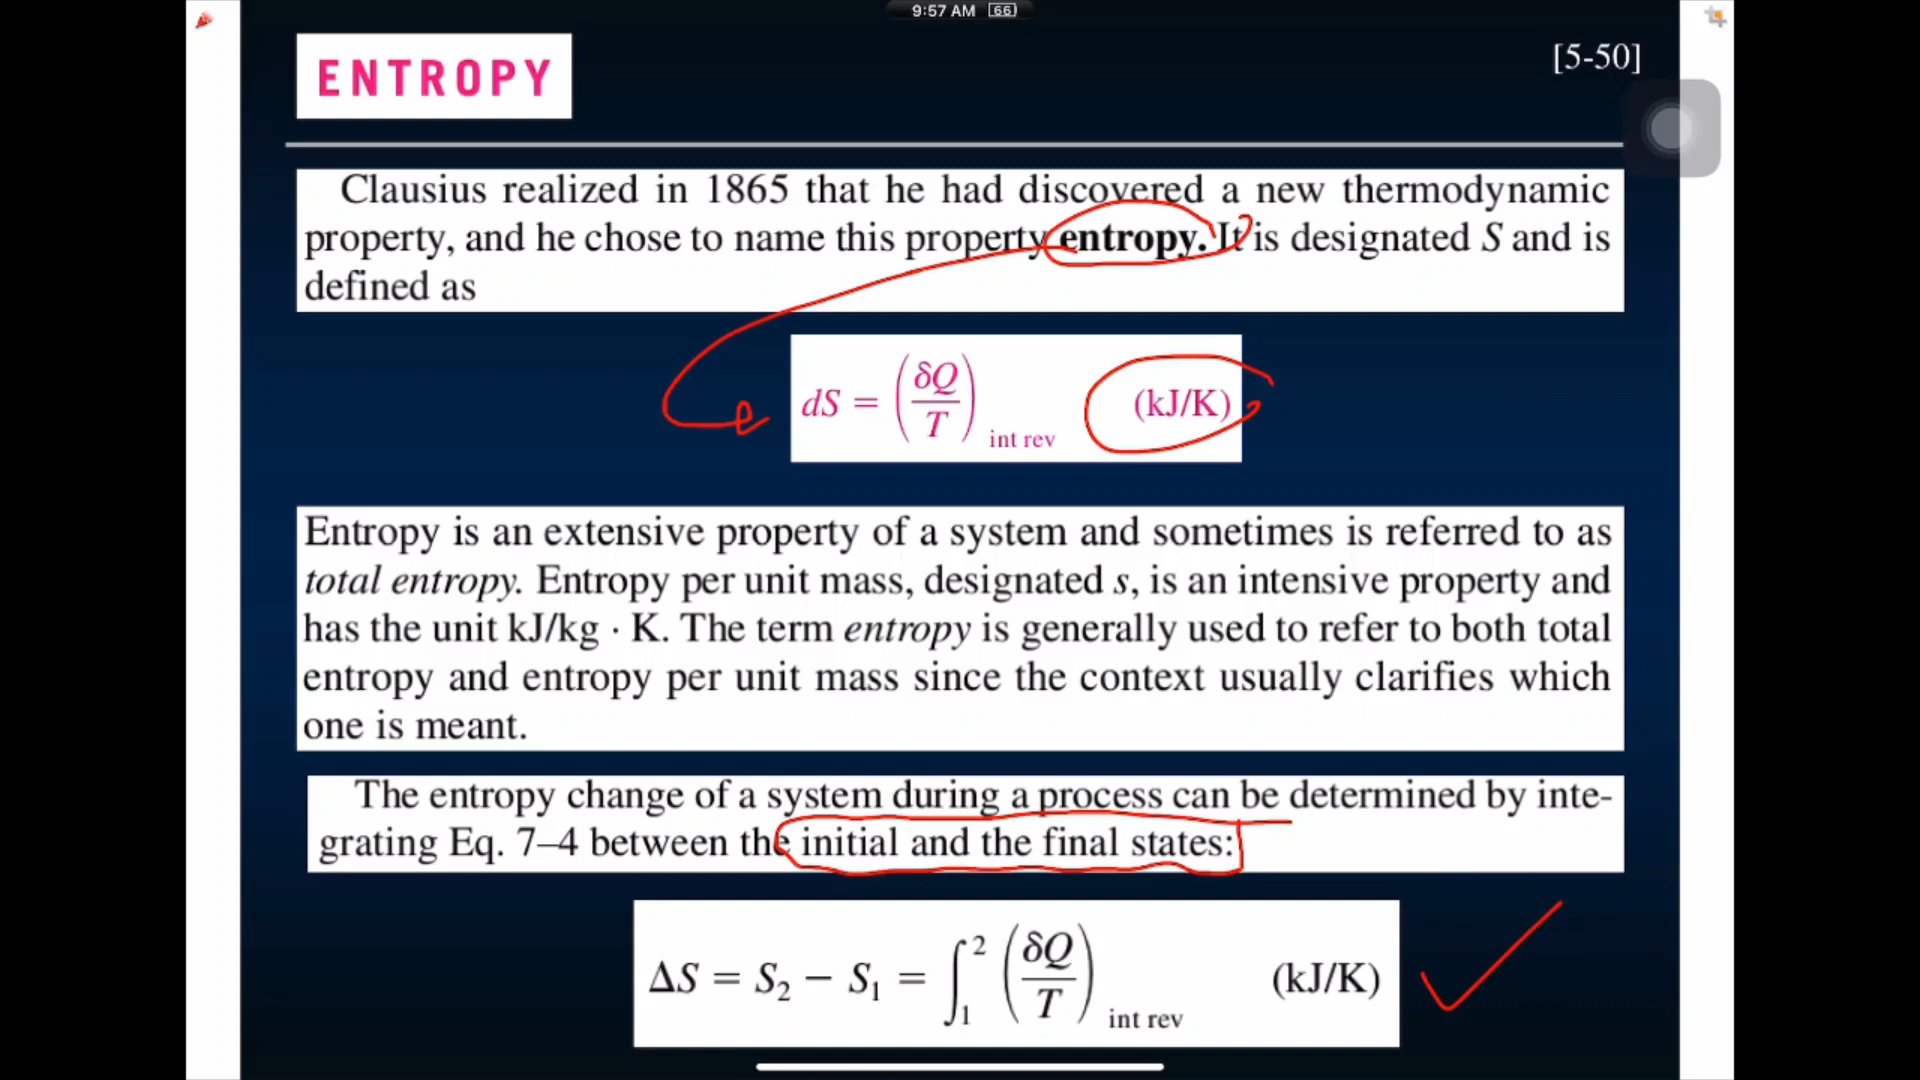 9:57 AM 66
ENTROPY
[5-50]
Clausius realized in 1865 that he had discovered a new thermodynamic
property, and he chose to name this property entropy. It is designated S and is
defined as
dS = (δQ/T) int rev (kJ/K)
Entropy is an extensive property of a system and sometimes is referred to as
total entropy. Entropy per unit mass, designated s, is an intensive property and
has the unit kJ/kg · K. The term entropy is generally used to refer to both total
entropy and entropy per unit mass since the context usually clarifies which
one is meant.
The entropy change of a system during a process can be determined by inte-
grating Eq. 7–4 between the initial and the final states:
ΔS = S₂ − S₁ = ∫₁² (δQ/T) int rev (kJ/K)